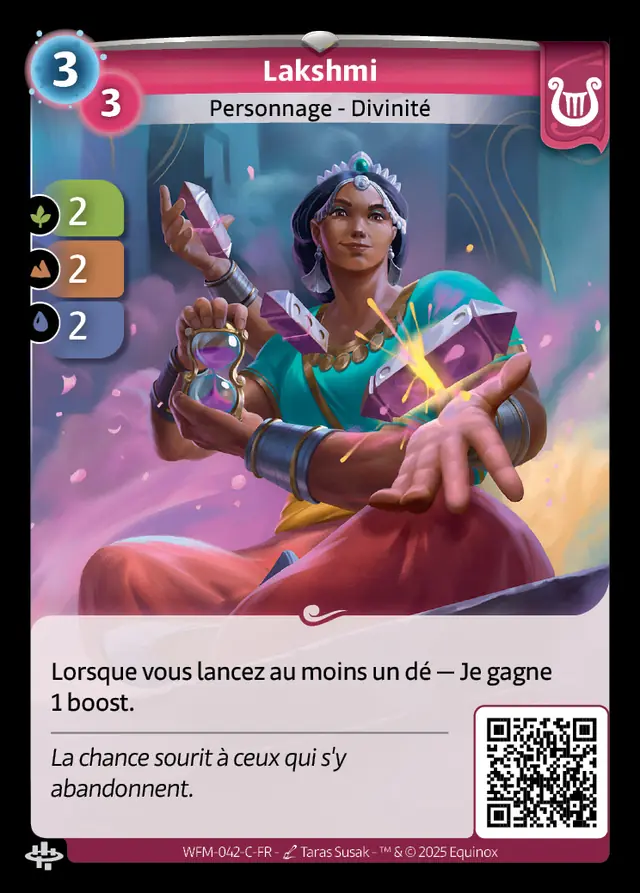 3
Lakshmi
3
Personnage - Divinité
2
2
2
Lorsque vous lancez au moins un dé — Je gagne
1 boost.
La chance sourit à ceux qui s'y
abandonnent.
WFM-042-C-FR - Taras Susak - ™ & © 2025 Equinox